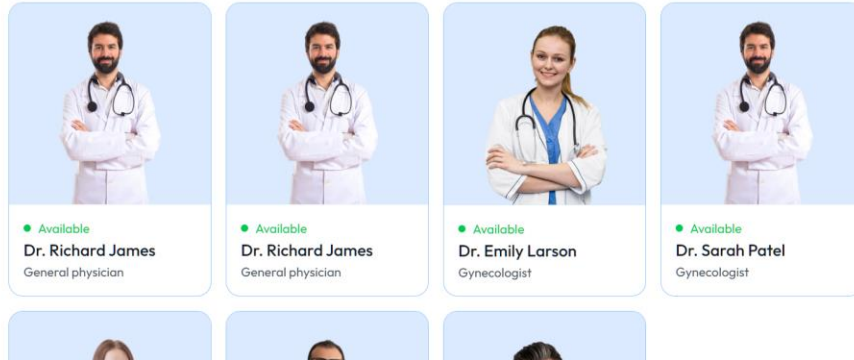 Available
Dr. Richard James
General physician
Available
Dr. Richard James
General physician
Available
Dr. Emily Larson
Gynecologist
Available
Dr. Sarah Patel
Gynecologist